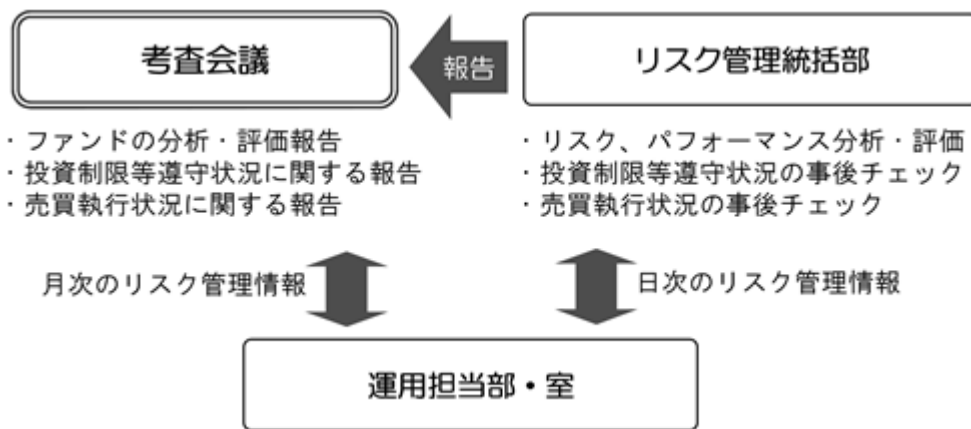 考査会議
報告
リスク管理統括部
・ファンドの分析・評価報告
・投資制限等遵守状況に関する報告
・売買執行状況に関する報告
・リスク、パフォーマンス分析・評価
・投資制限等遵守状況の事後チェック
・売買執行状況の事後チェック
月次のリスク管理情報
日次のリスク管理情報
運用担当部・室